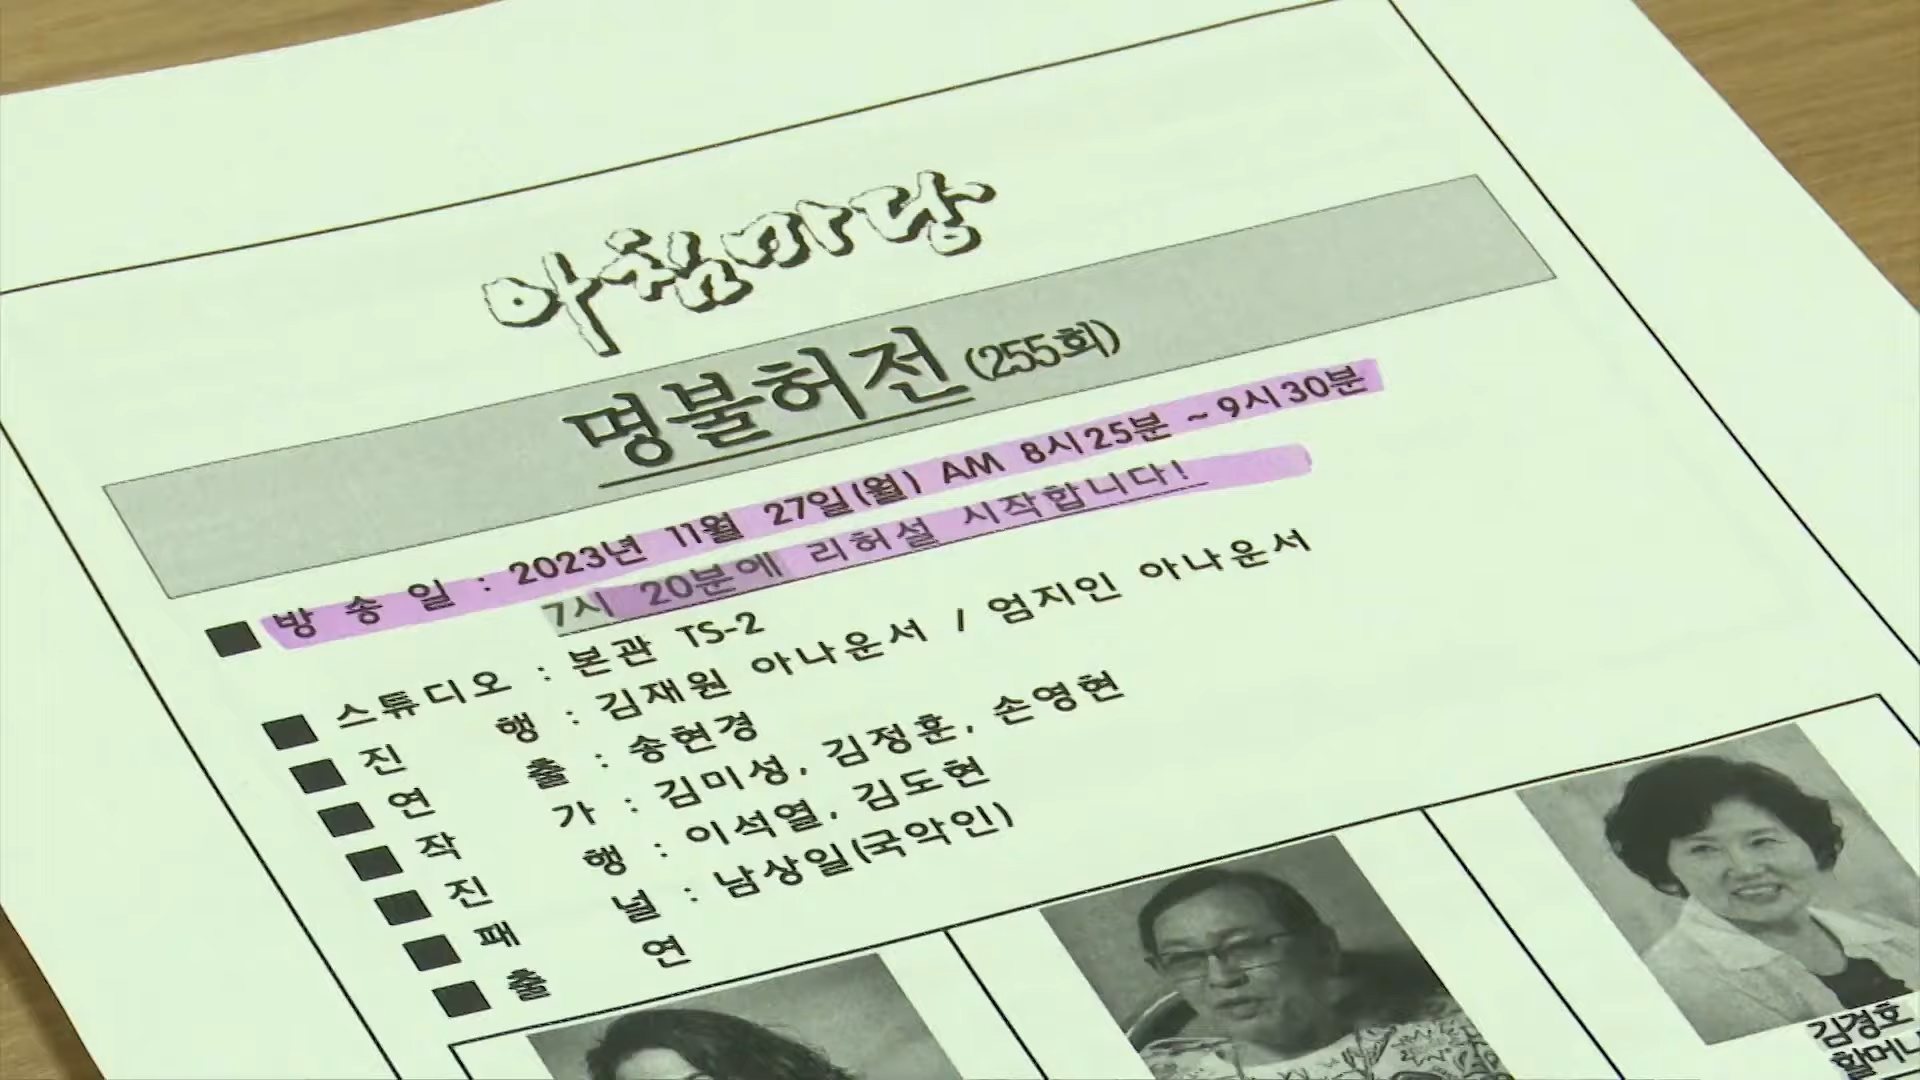 아침마당
명불허전(255회)
■ 방 송 일 : 2023년 11월 27일(월) AM 8시25분 ~ 9시30분
7시 20분에 리허설 시작합니다!
■ 스튜디오 : 본관 TS-2
■ 진 행 : 김재원 아나운서 / 엄지인 아나운서
■ 연 출 : 송현경
■ 작 가 : 김미성, 김정훈, 손영현
■ 진 행 : 이석열, 김도현
■ 패 널 : 남상일(국악인)
■ 출 연
김경호